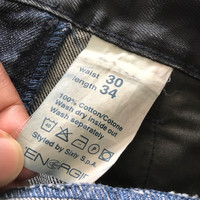 waist 30
length 34
100% Cotton/Cotone
Wash dry inside out
Wash separately
Styled by Sixty S.p.A.
ENERGIE